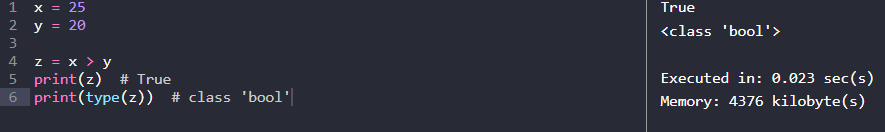 1 x = 25
2 y = 20
3
4 z = x > y
5 print(z)  # True
6 print(type(z))  # class 'bool'
True
<class 'bool'>
Executed in: 0.023 sec(s)
Memory: 4376 kilobyte(s)